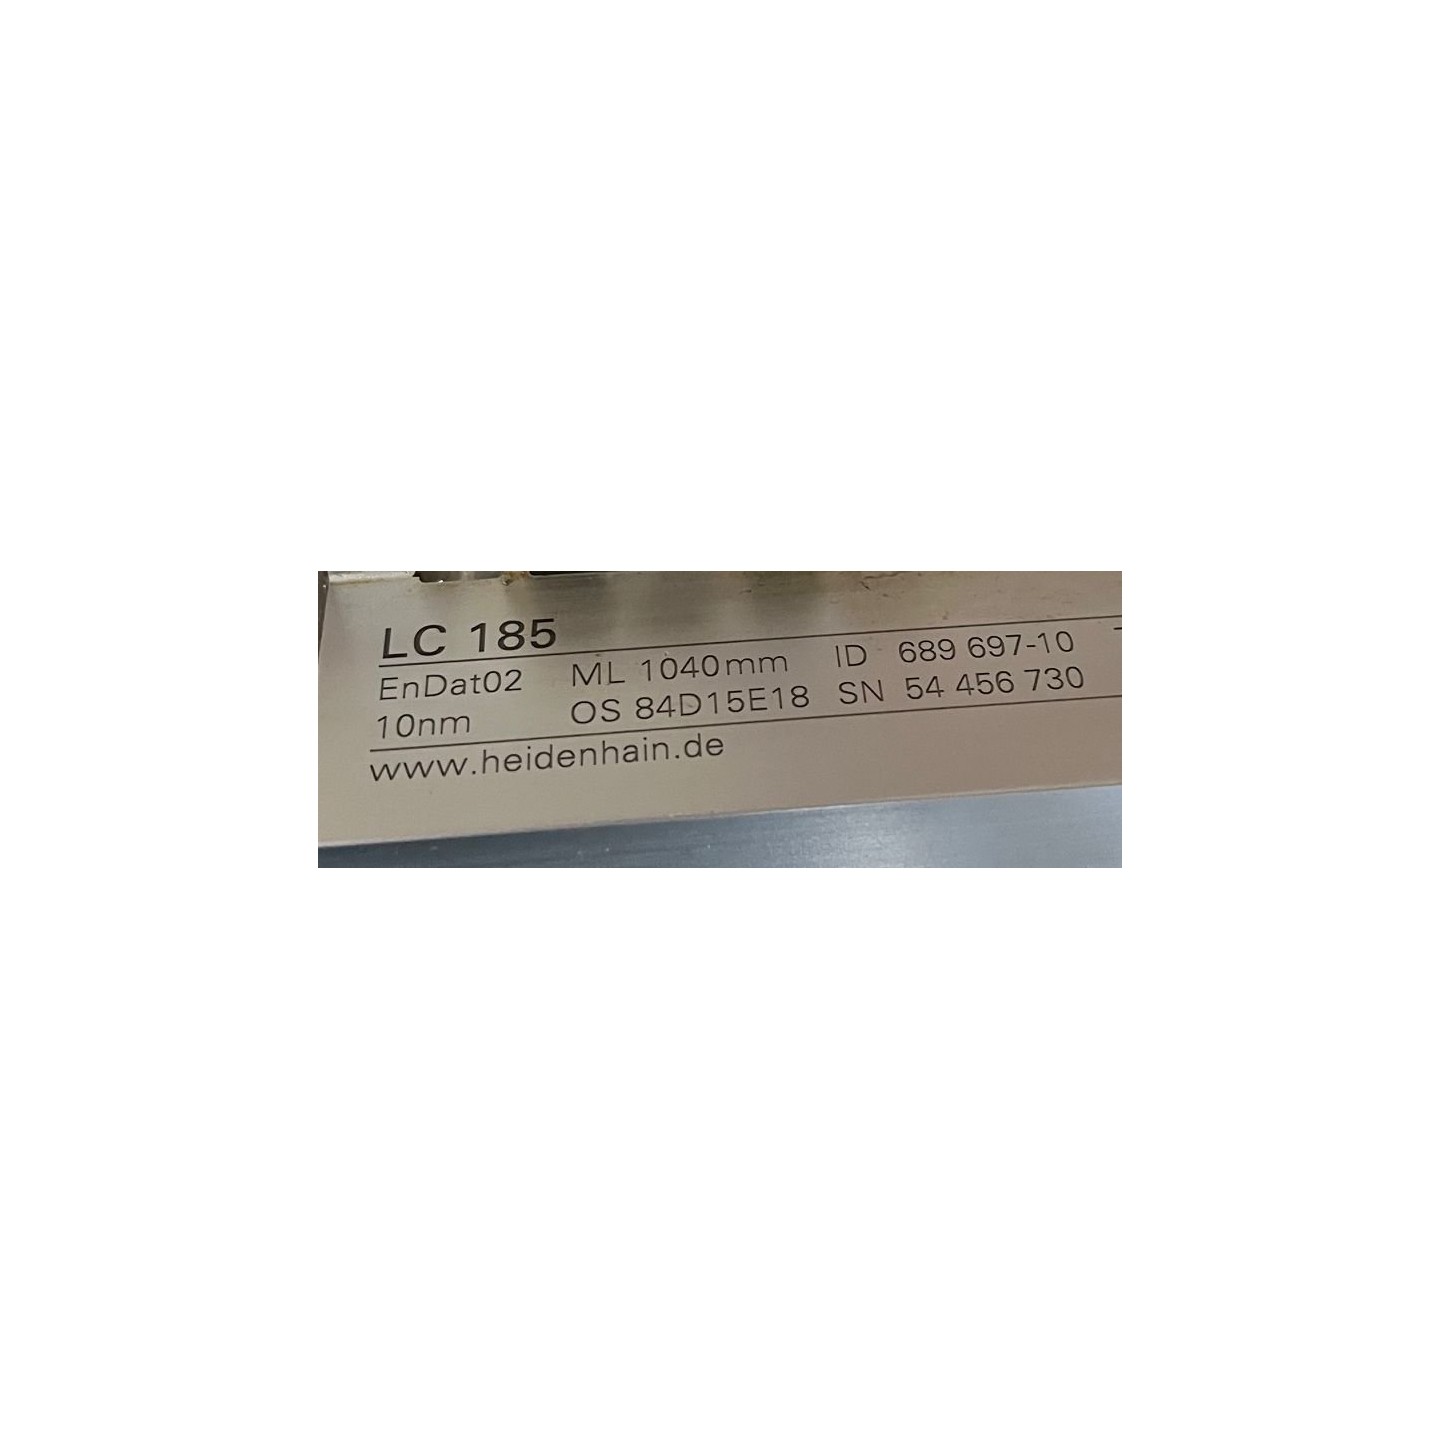 LC 185
EnDat02 ML 1040mm ID 689 697-10
10nm OS 84D15E18 SN 54 456 730
www.heidenhain.de